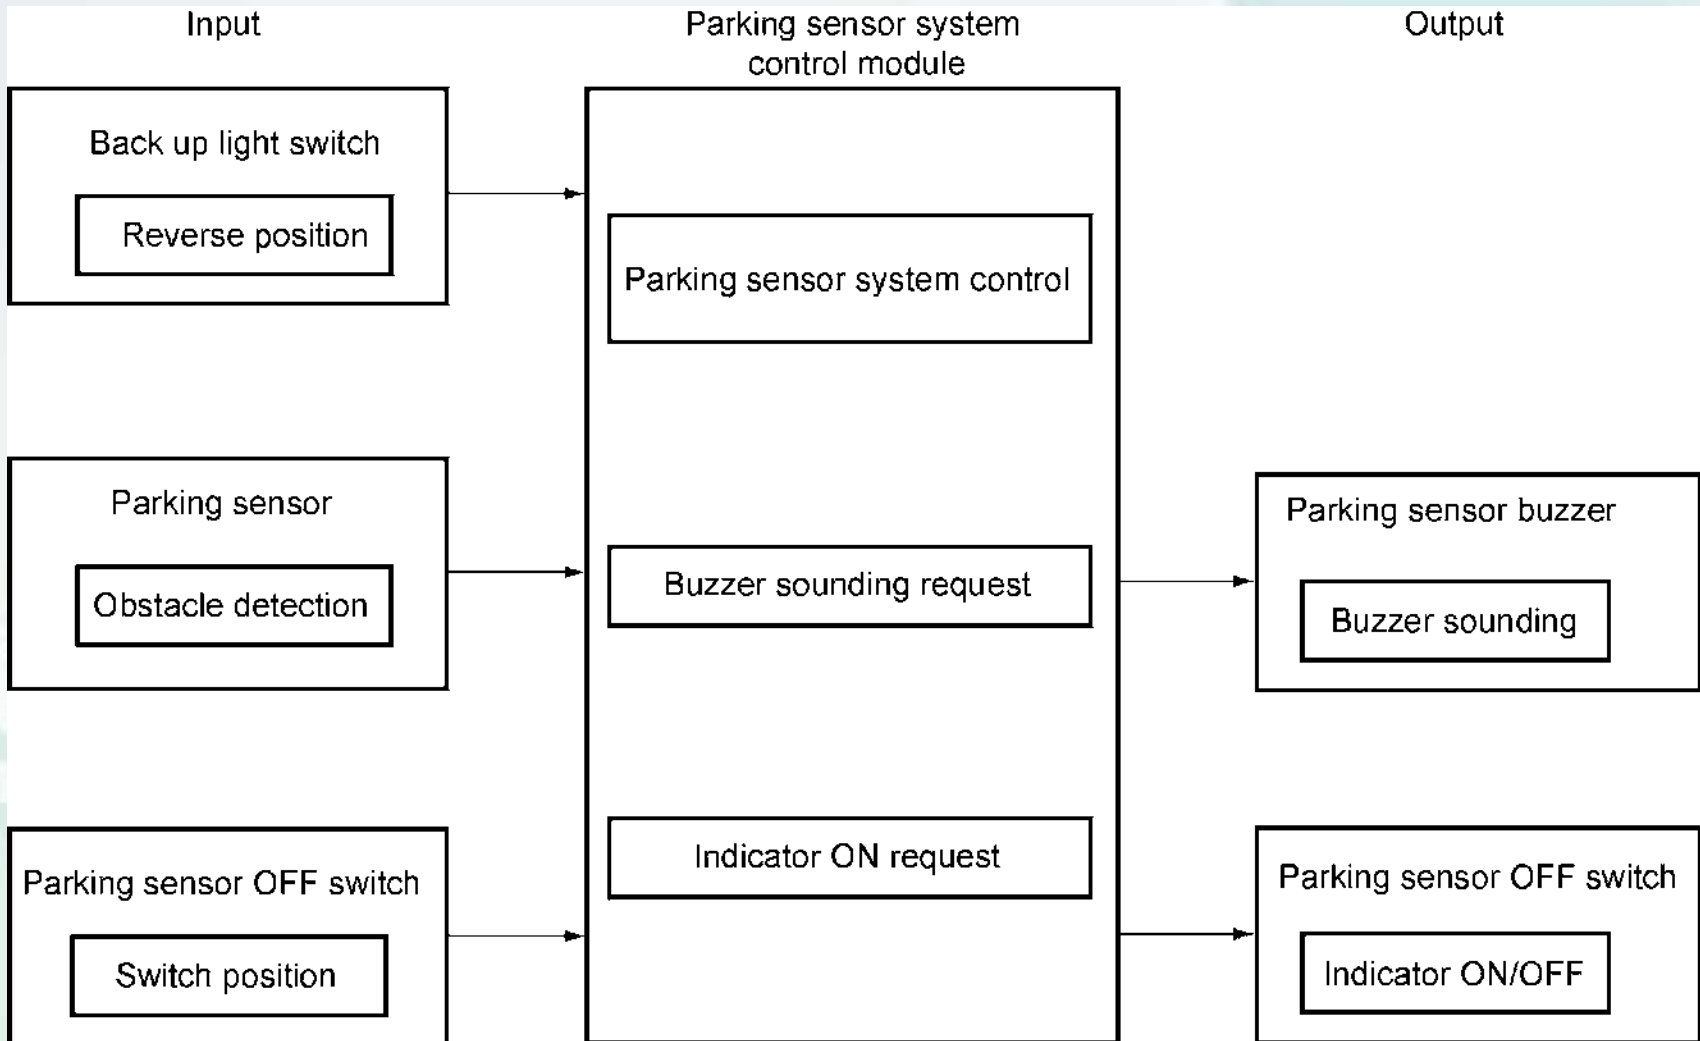 Input
Parking sensor system
control module
Output
Back up light switch
Reverse position
Parking sensor system control
Parking sensor
Obstacle detection
Buzzer sounding request
Parking sensor buzzer
Buzzer sounding
Indicator ON request
Parking sensor OFF switch
Switch position
Parking sensor OFF switch
Indicator ON/OFF